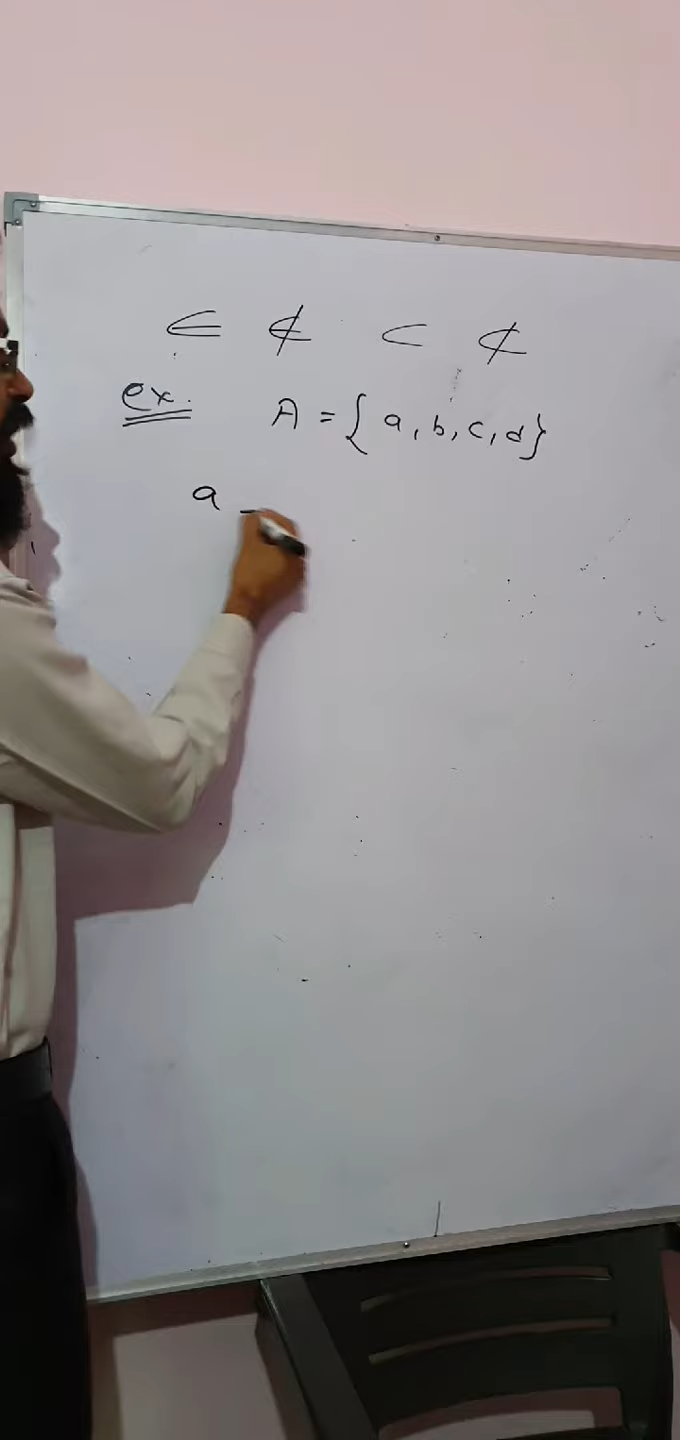 ∈ ∉ ⊂ ⊄
ex. A = { a, b, c, d }
a -